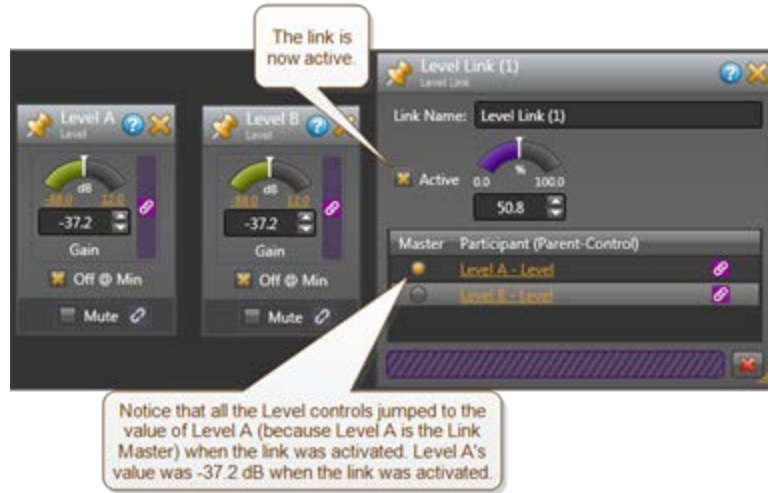 The link is
now active.
Level Link (1)
Level Link
Link Name: Level Link (1)
Active
%
0.0 100.0
50.8
Master Participant (Parent-Control)
Level A - Level
Level B - Level
Level A
Level
dB
-88.0 12.0
-37.2
Gain
Off @ Min
Mute
Level B
Level
dB
-88.0 12.0
-37.2
Gain
Off @ Min
Mute
Notice that all the Level controls jumped to the
value of Level A (because Level A is the Link
Master) when the link was activated. Level A's
value was -37.2 dB when the link was activated.